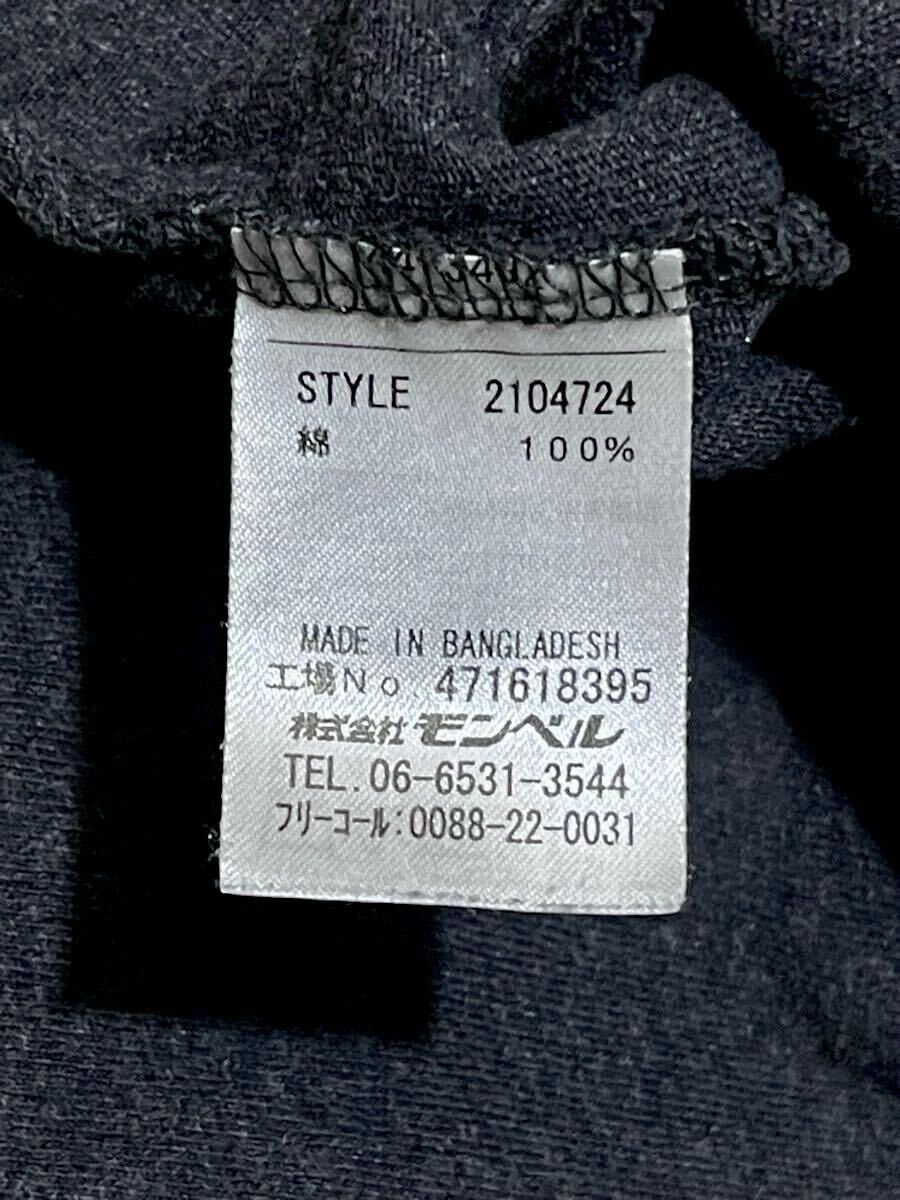 STYLE 2104724
綿 100%
MADE IN BANGLADESH
工場No. 471618395
株式会社 モンベル
TEL.06-6531-3544
フリーコール:0088-22-0031